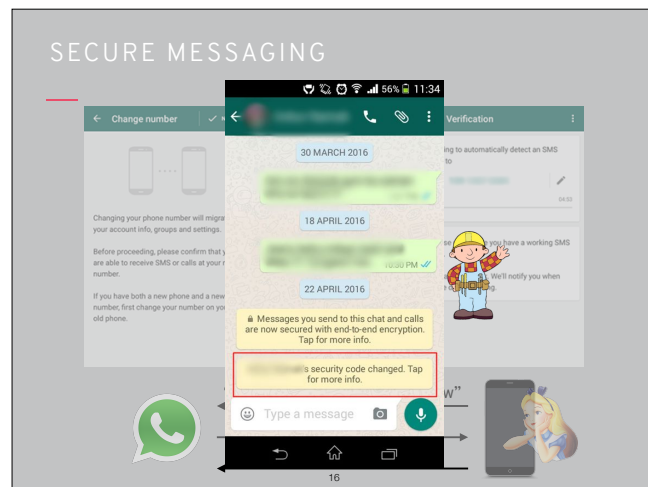 SECURE MESSAGING
56% 11:34
Change number
Verification
ing to automatically detect an SMS
to
04:52
Changing your phone number will migra
your account info, groups and settings.
Before proceeding, please confirm that y
are able to receive SMS or calls at your
number.
If you have both a new phone and a new
number, first change your number on yo
old phone.
30 MARCH 2016
18 APRIL 2016
10:50 PM
22 APRIL 2016
Messages you send to this chat and calls
are now secured with end-to-end encryption.
Tap for more info.
's security code changed. Tap
for more info.
Type a message
you have a working SMS
We'll notify you when
w”
16